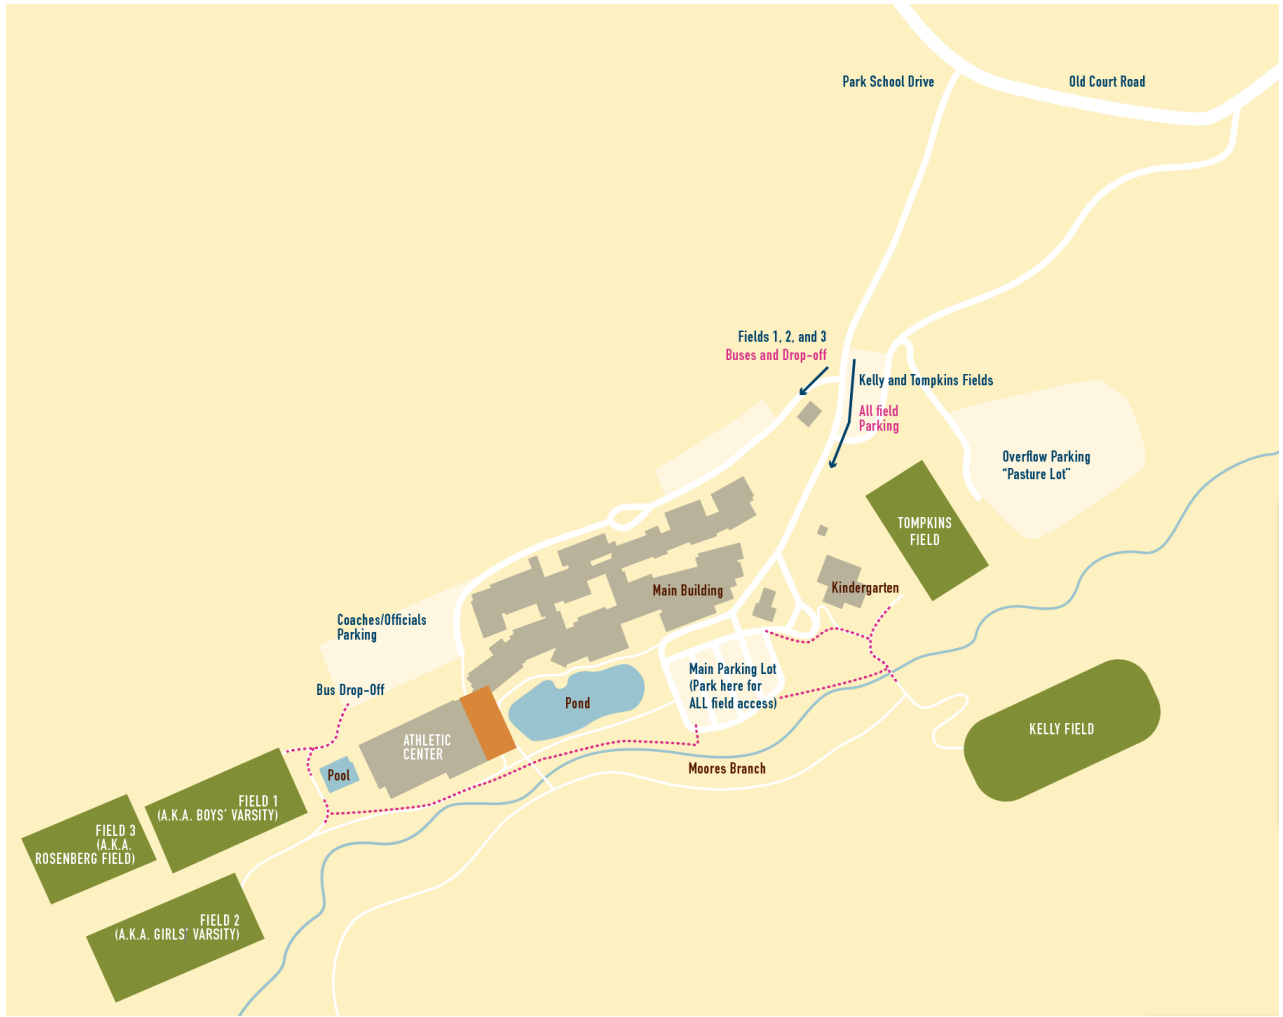 Park School Drive
Old Court Road
Fields 1, 2, and 3
Buses and Drop-off
Kelly and Tompkins Fields
All field
Parking
Overflow Parking
“Pasture Lot”
TOMPKINS
FIELD
Main Building
Kindergarten
Coaches/Officials
Parking
Bus Drop-Off
Main Parking Lot
(Park here for
ALL field access)
Pond
KELLY FIELD
ATHLETIC
CENTER
Moores Branch
Pool
FIELD 1
(A.K.A. BOYS’ VARSITY)
FIELD 3
(A.K.A.
ROSENBERG FIELD)
FIELD 2
(A.K.A. GIRLS’ VARSITY)